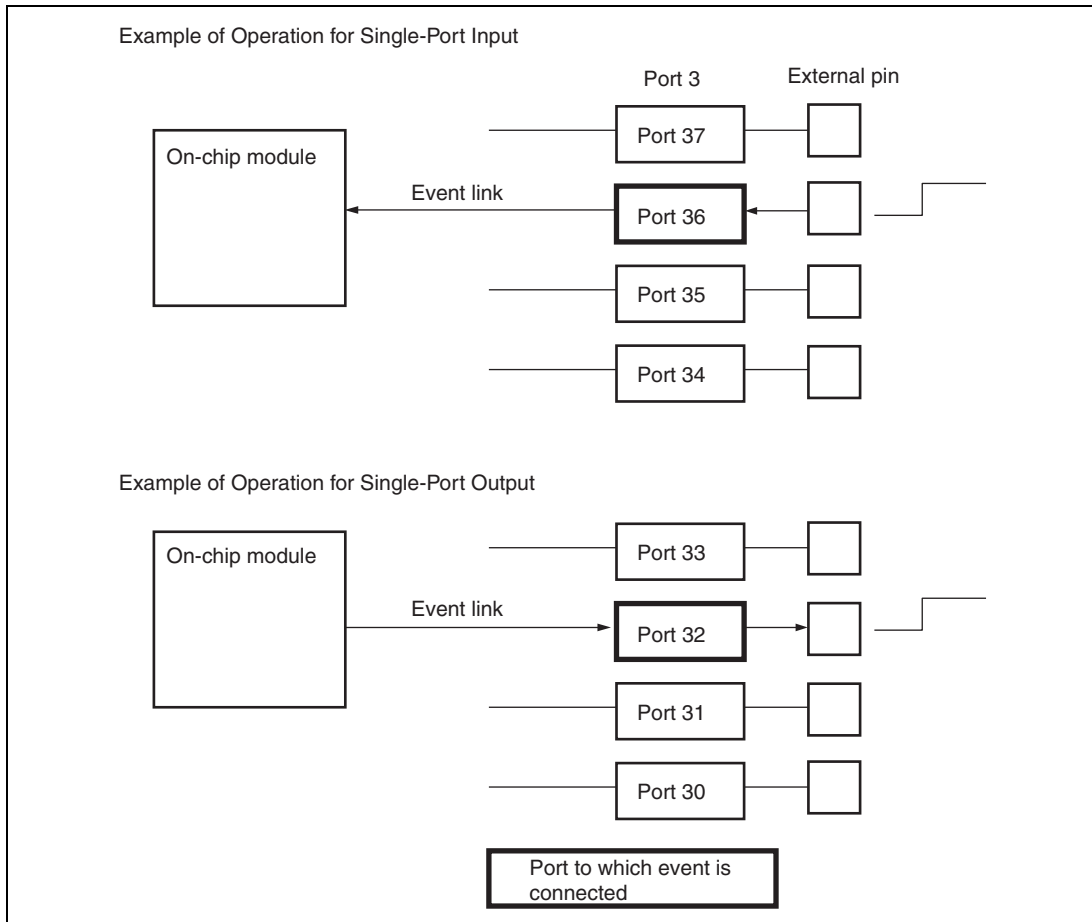 Example of Operation for Single-Port Input
Port 3
External pin
On-chip module
Port 37
Event link
Port 36
Port 35
Port 34
Example of Operation for Single-Port Output
On-chip module
Port 33
Event link
Port 32
Port 31
Port 30
Port to which event is
connected